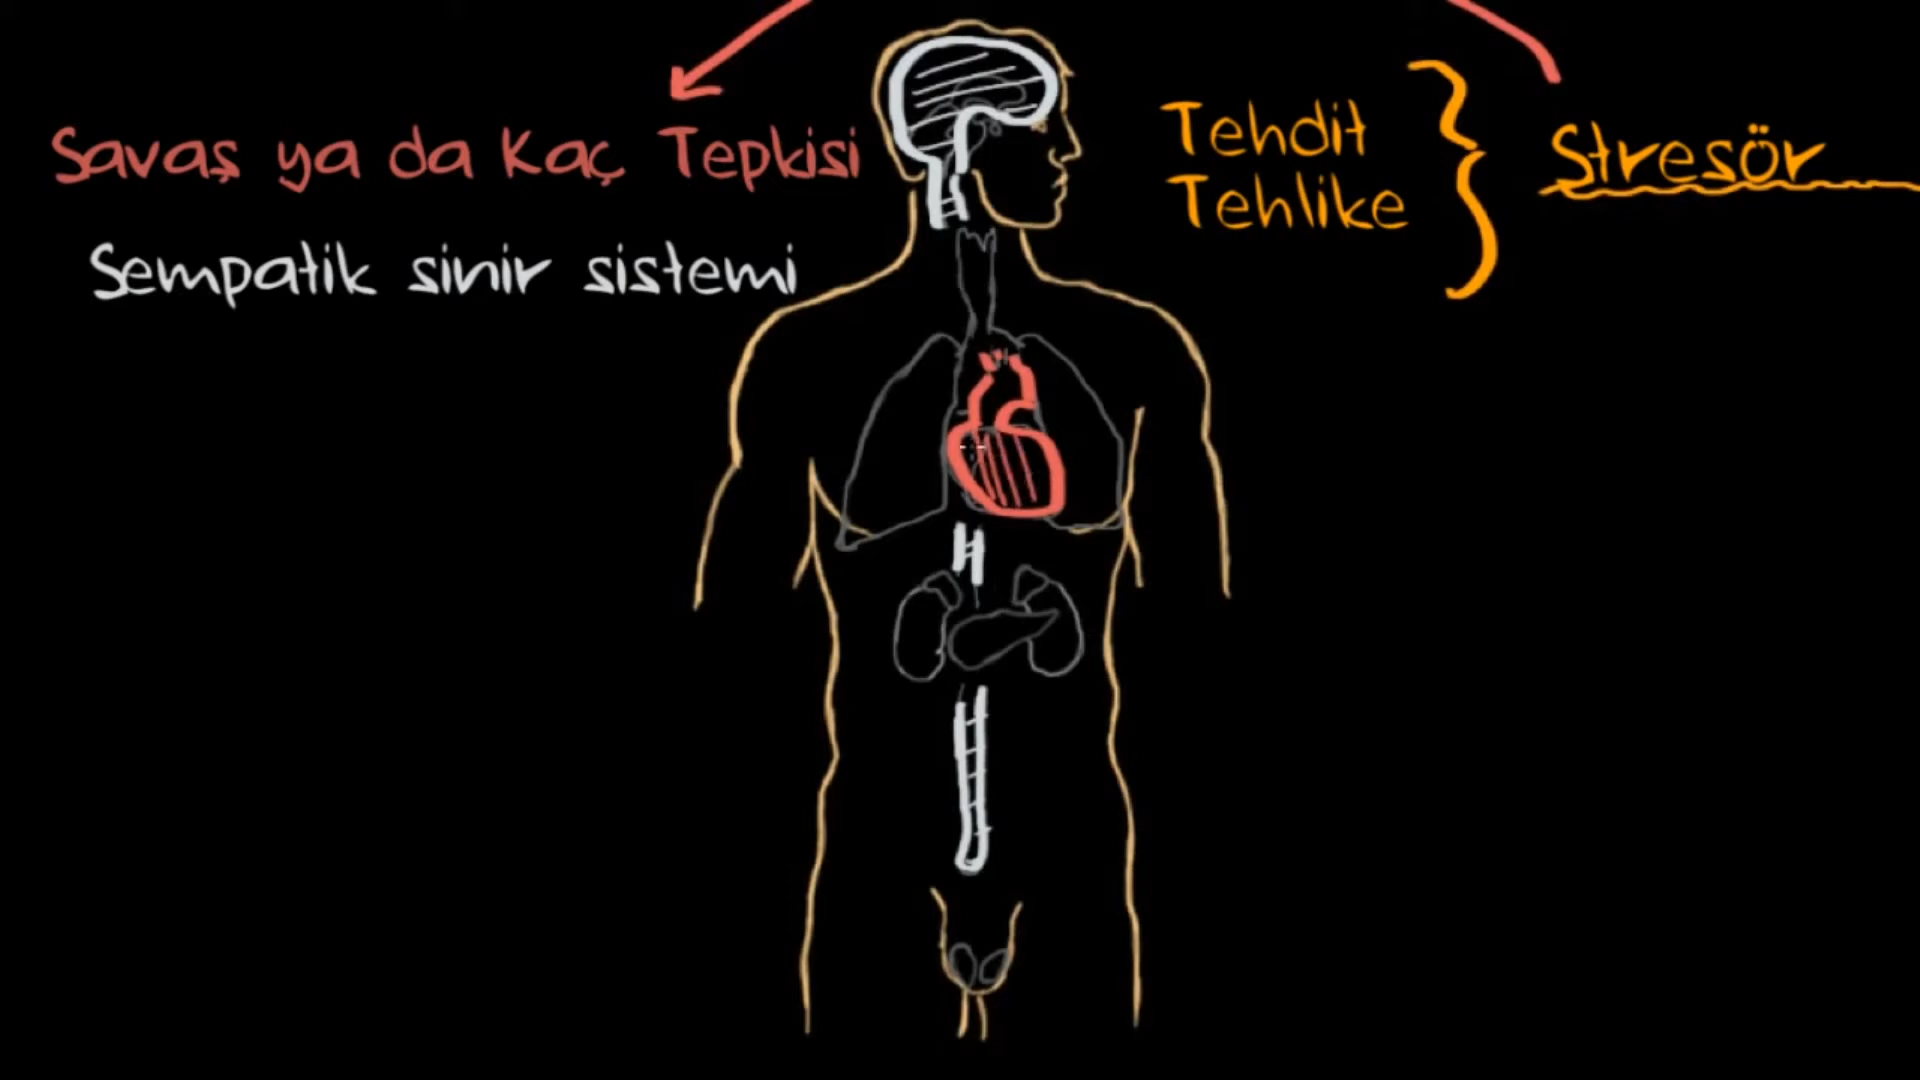 Savaş ya da Kaç Tepkisi
Sempatik sinir sistemi
Tehdit
Tehlike
Stresör